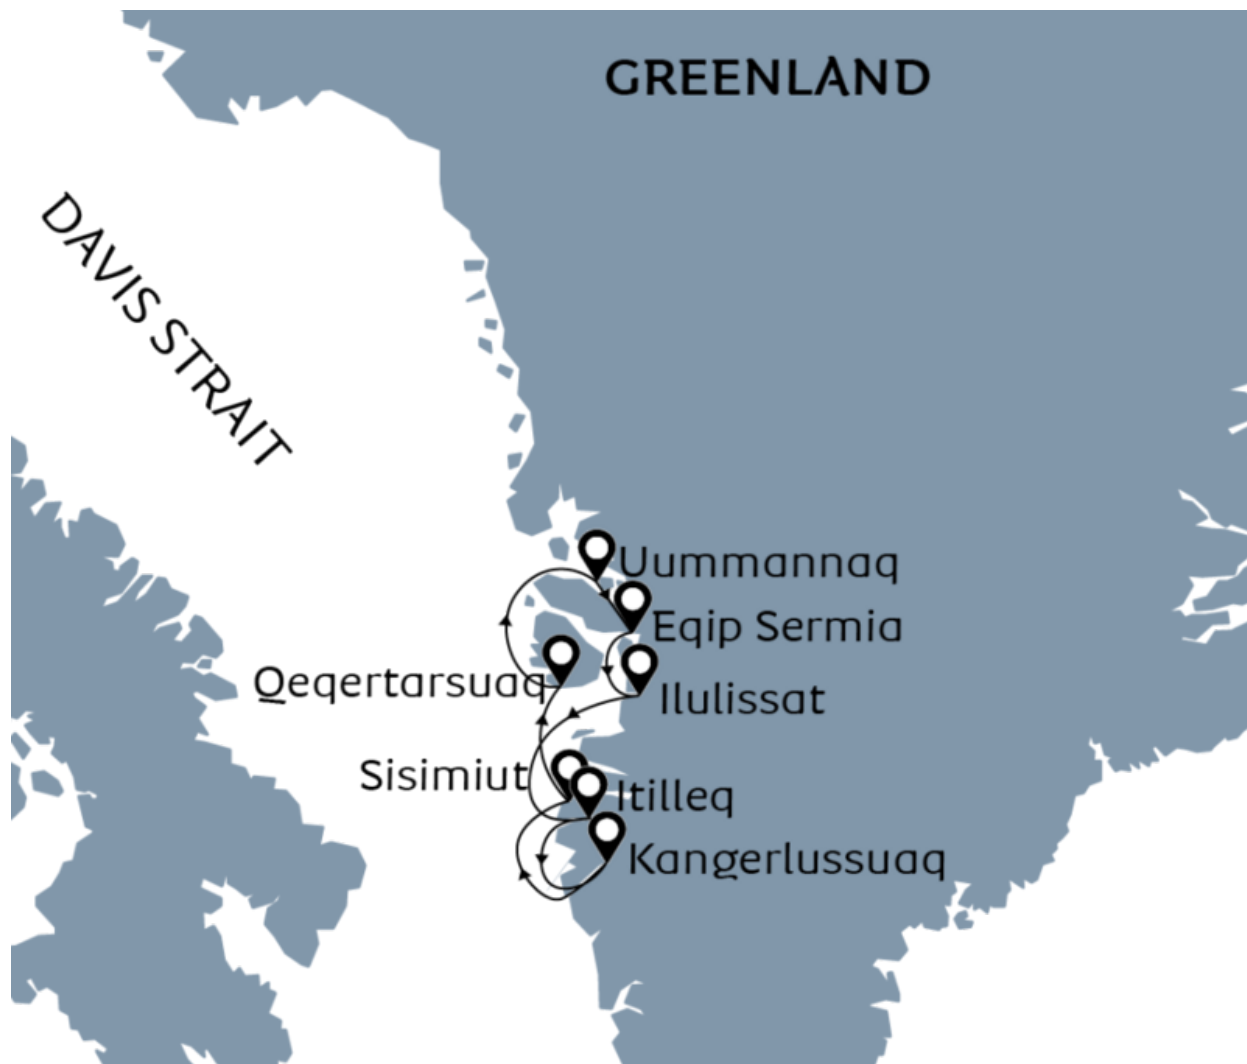 GREENLAND
DAVIS STRAIT
Uummannaq
Eqip Sermia
Qeqertarsuaq
Ilulissat
Sisimiut
Itilleq
Kangerlussuaq